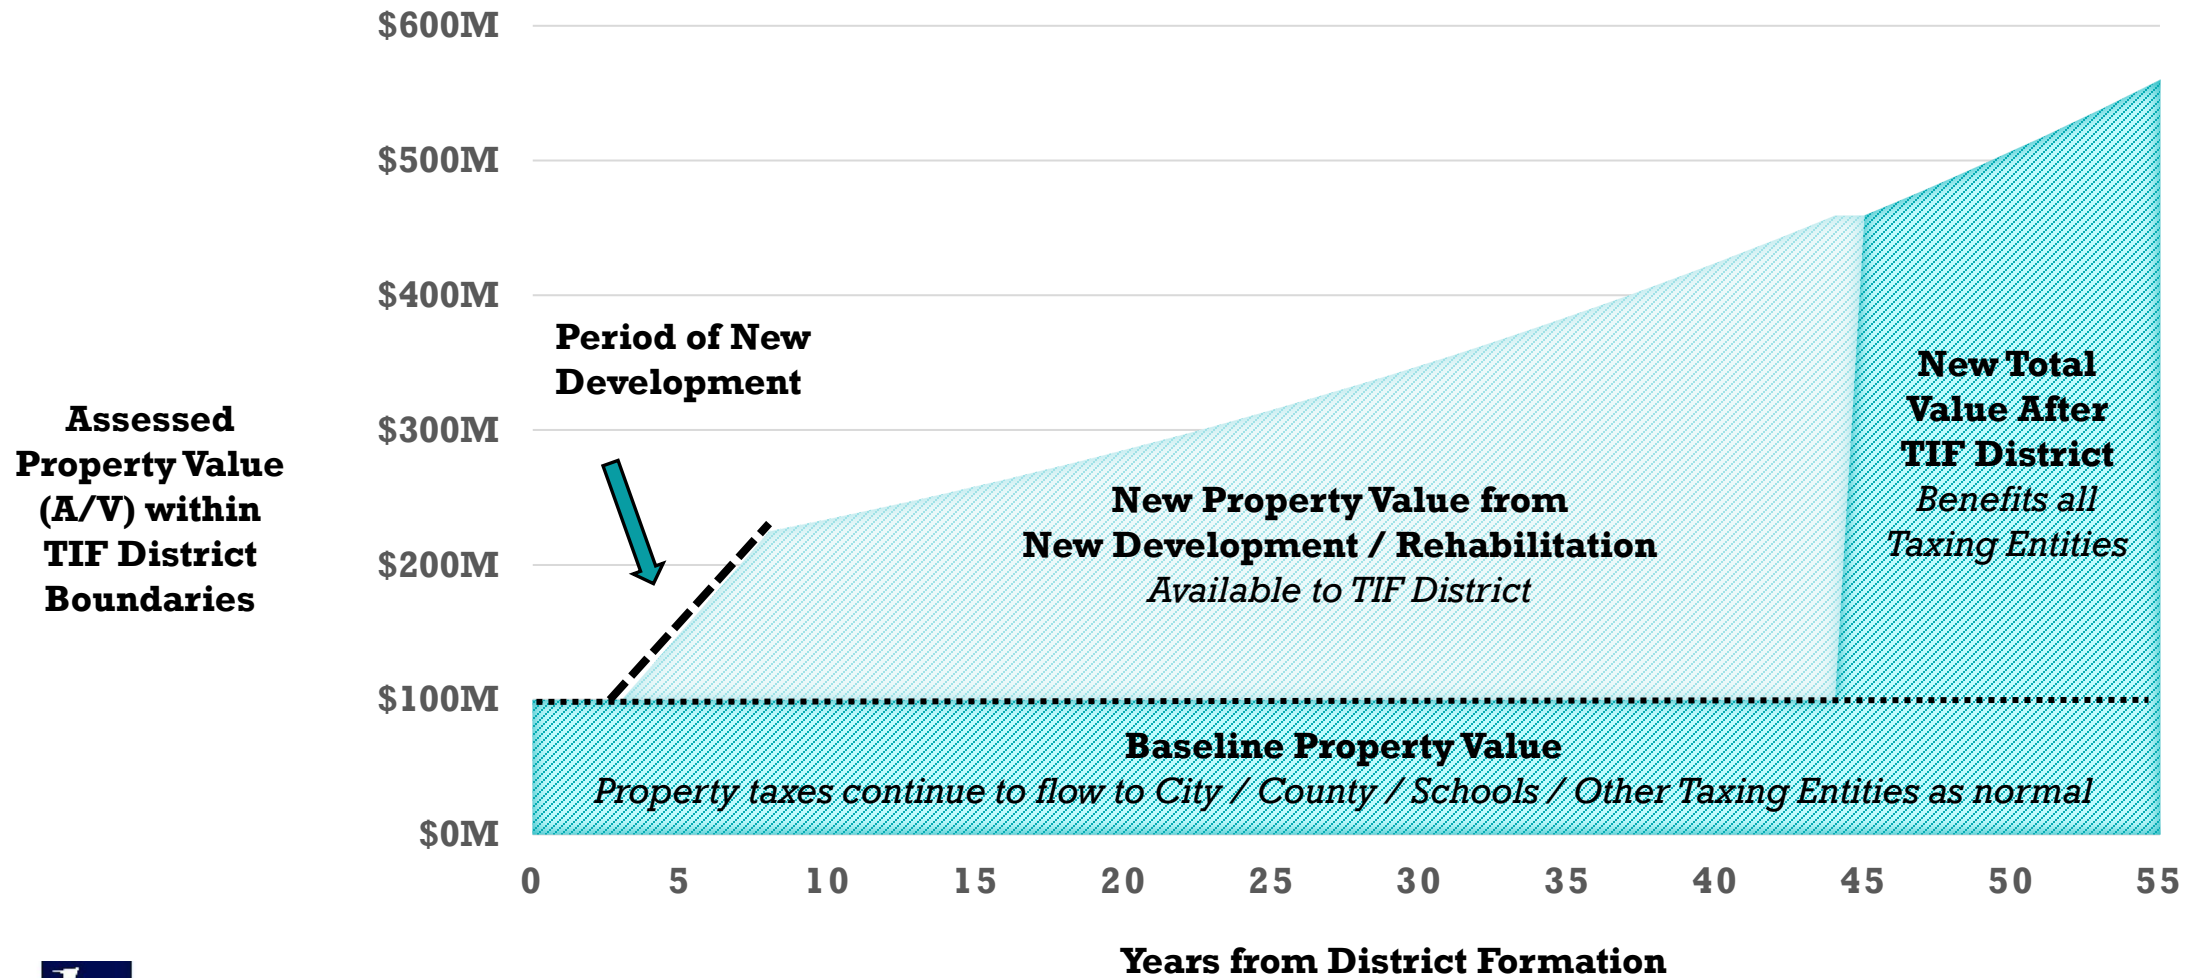 $600M
$500M
$400M
$300M
$200M
$100M
$0M
Assessed
Property Value
(A/V) within
TIF District
Boundaries
Period of New
Development
New Property Value from
New Development / Rehabilitation
Available to TIF District
New Total
Value After
TIF District
Benefits all
Taxing Entities
Baseline Property Value
Property taxes continue to flow to City / County / Schools / Other Taxing Entities as normal
0 5 10 15 20 25 30 35 40 45 50 55
Years from District Formation